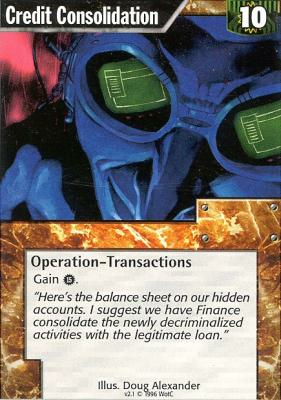 Credit Consolidation
10
Operation-Transactions
Gain 15.
"Here's the balance sheet on our hidden
accounts. I suggest we have Finance
consolidate the newly decriminalized
activities with the legitimate loan."
Illus. Doug Alexander
v2.1 © 1996 WotC